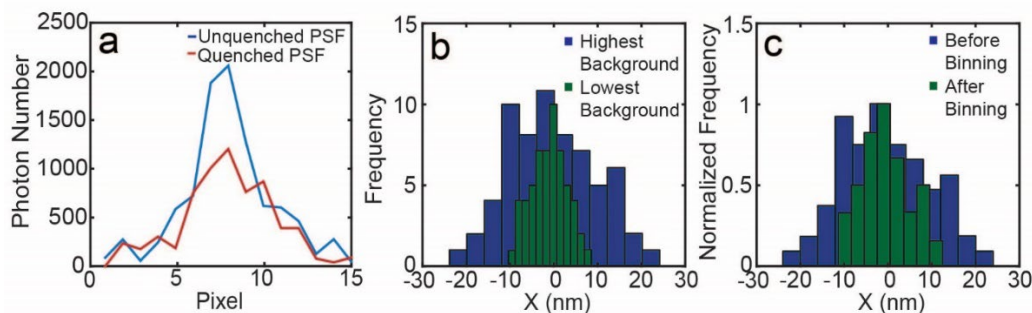 a
Unquenched PSF
Quenched PSF
Photon Number
2500
2000
1500
1000
500
0
0
5
10
15
Pixel
b
Highest
Background
Lowest
Background
Frequency
15
10
5
0
-30
-20
-10
0
10
20
30
X (nm)
c
Before
Binning
After
Binning
Normalized Frequency
1.5
1
0.5
0
-30
-20
-10
0
10
20
30
X (nm)